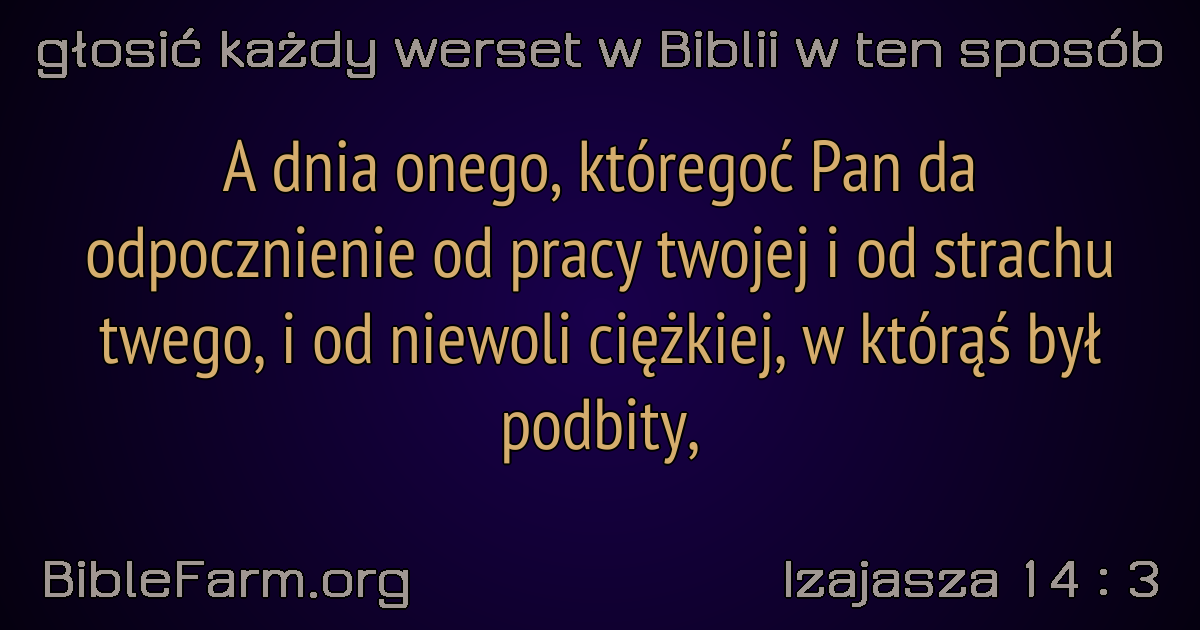 głosić każdy werset w Biblii w ten sposób
A dnia onego, któregoć Pan da
odpocznienie od pracy twojej i od strachu
twego, i od niewoli ciężkiej, w którąś był
podbity,
BibleFarm.org
Izajasza 14 : 3